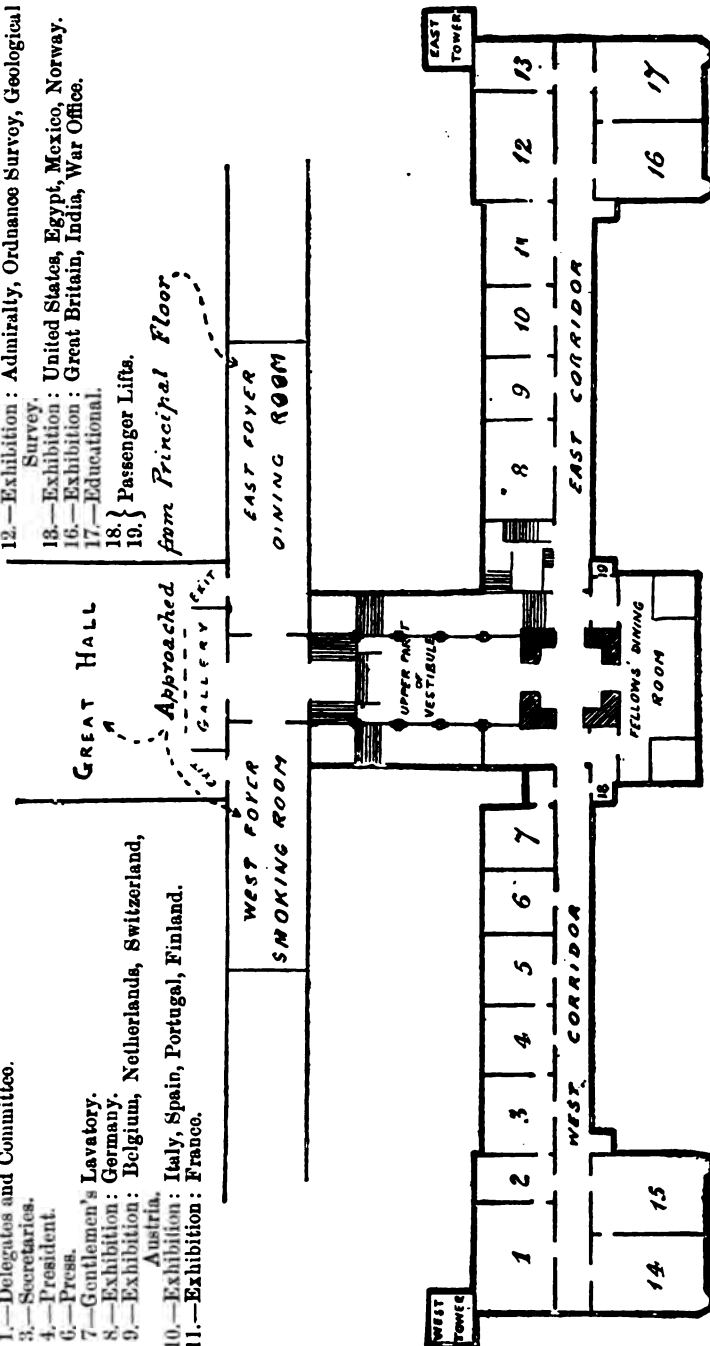 1.—Delegates and Committee.
3.—Secretaries.
4.—President.
6.—Press.
7—Gentlemen's Lavatory.
8.—Exhibition: Germany.
9.—Exhibition: Belgium, Netherlands, Switzerland,
Austria.
10.—Exhibition: Italy, Spain, Portugal, Finland.
11.—Exhibition: France.
12.—Exhibition: Admiralty, Ordnance Survey, Geological
Survey.
13.—Exhibition: United States, Egypt, Mexico, Norway.
16.—Exhibition: Great Britain, India, War Office.
17.—Educational.
18.
19. } Passenger Lifts.
GREAT HALL
Approached from Principal Floor
GALLERY
EXIT
WEST FOYER
SMOKING ROOM
EAST FOYER
DINING ROOM
UPPER PART
OF
VESTIBULE
WEST
TOWER
1
2
3
4
5
6
7
8
9
10
11
12
13
EAST
TOWER
WEST CORRIDOR
EAST CORRIDOR
18
19
FELLOWS' DINING
ROOM
14
15
16
17